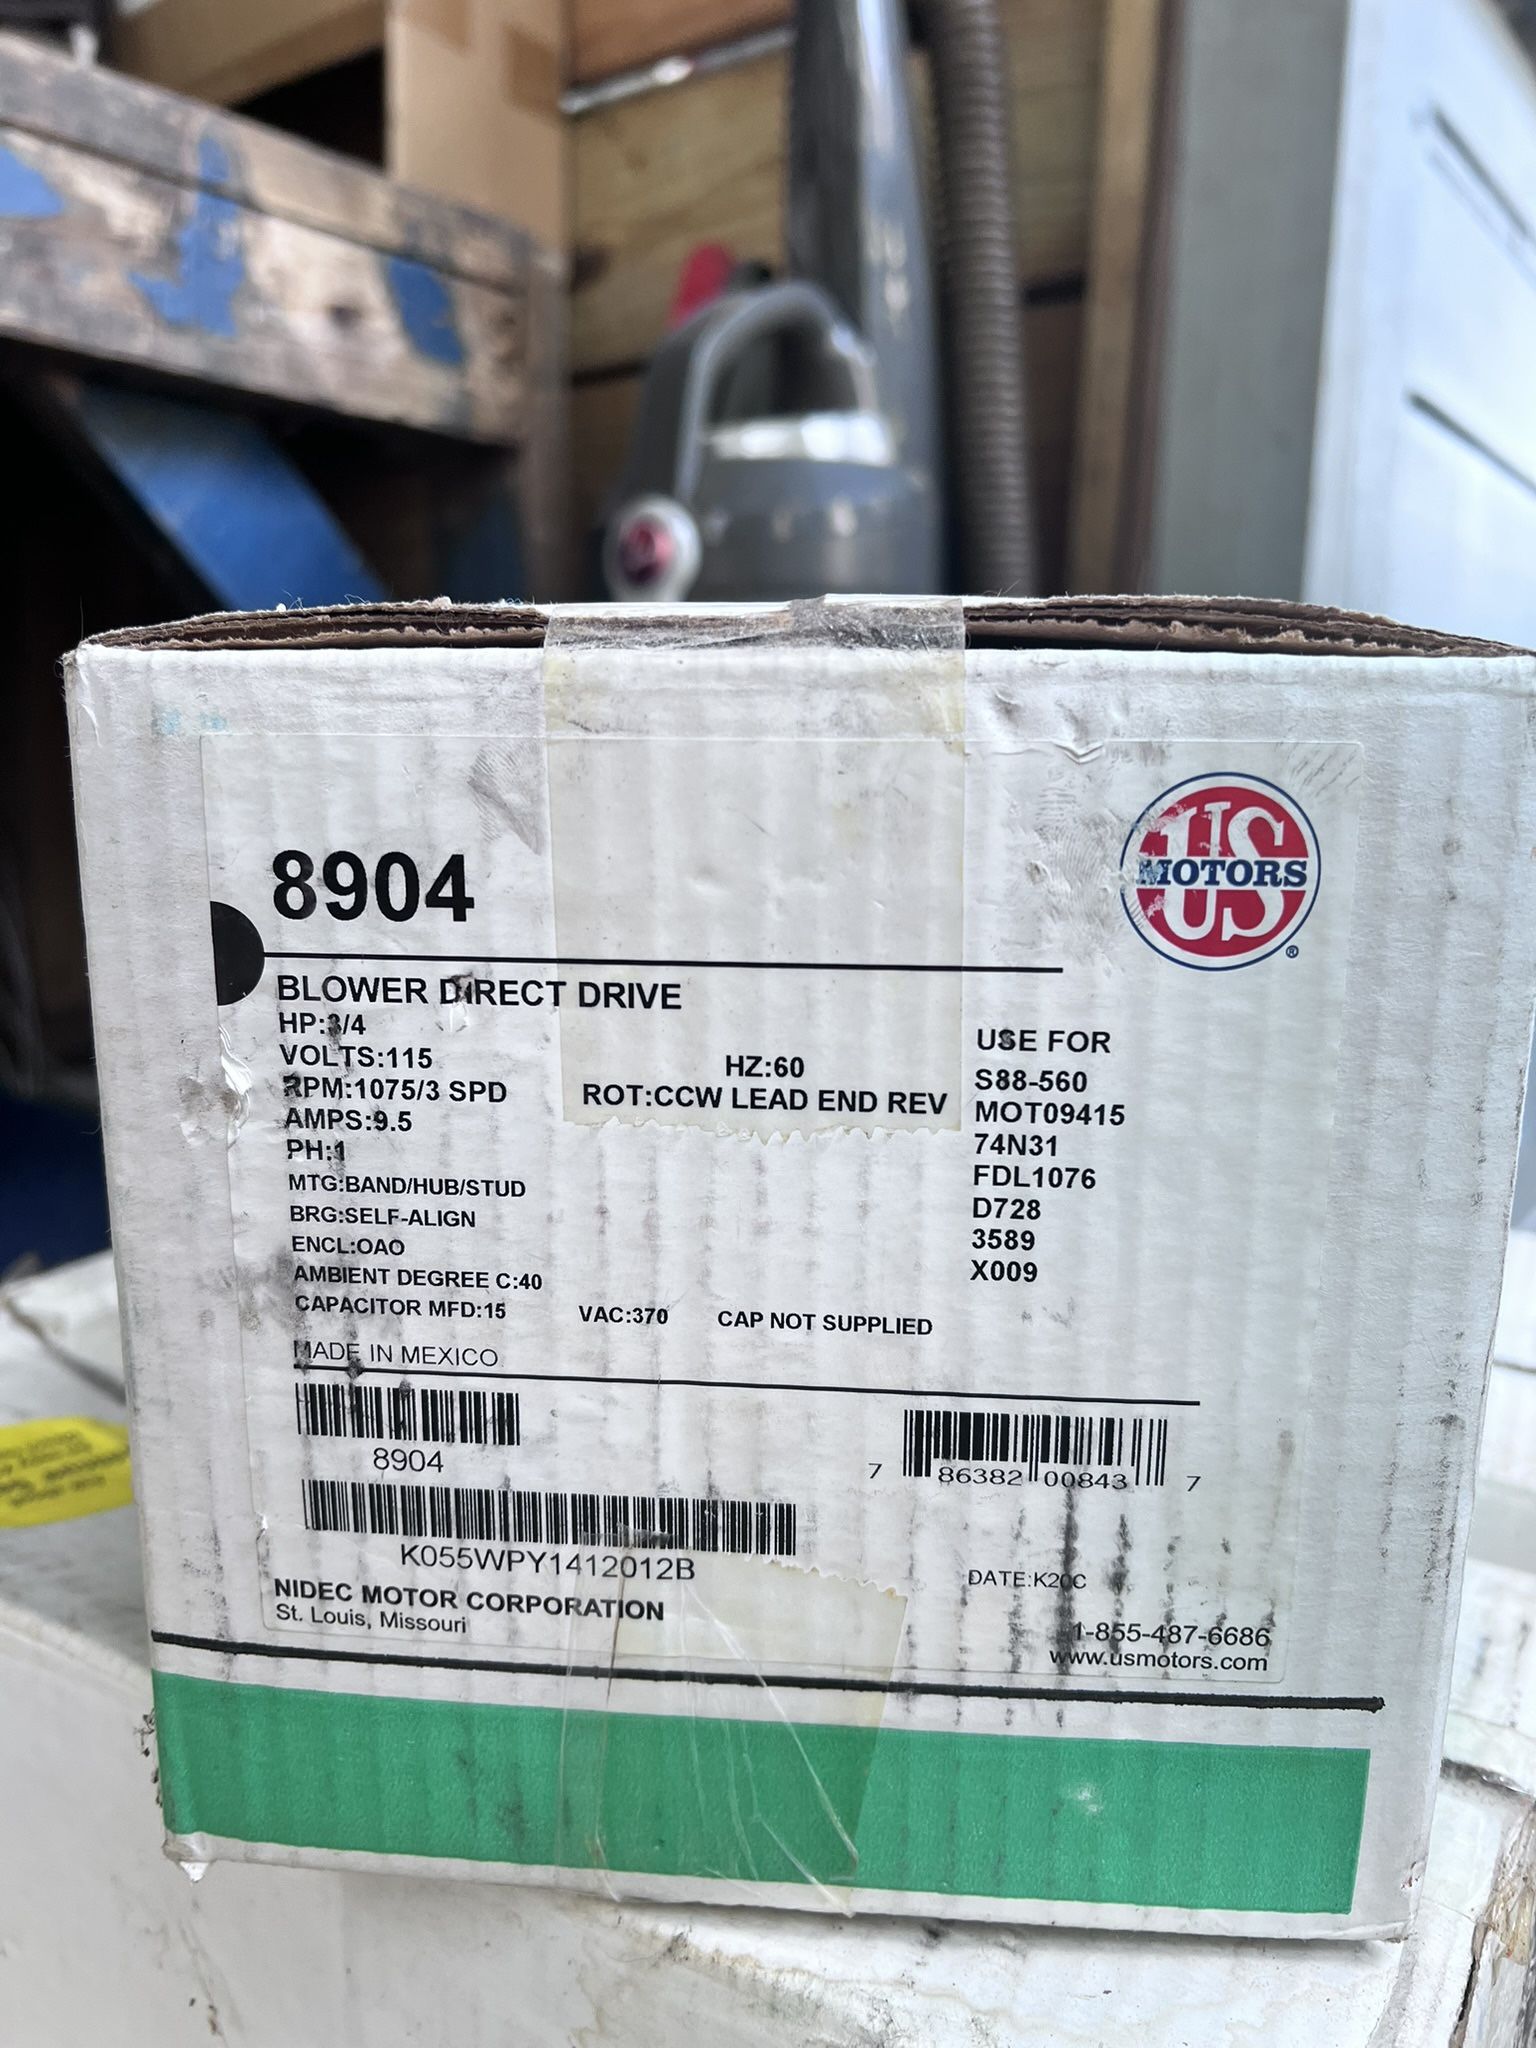 8904
US
MOTORS
®
BLOWER DIRECT DRIVE
HP:3/4
VOLTS:115
HZ:60
RPM:1075/3 SPD
ROT:CCW LEAD END REV
AMPS:9.5
PH:1
MTG:BAND/HUB/STUD
BRG:SELF-ALIGN
ENCL:OAO
AMBIENT DEGREE C:40
CAPACITOR MFD:15 VAC:370 CAP NOT SUPPLIED
USE FOR
S88-560
MOT09415
74N31
FDL1076
D728
3589
X009
MADE IN MEXICO
8904
7 86382 00843 7
K055WPY1412012B
NIDEC MOTOR CORPORATION
St. Louis, Missouri
DATE:K20C
1-855-487-6686
www.usmotors.com